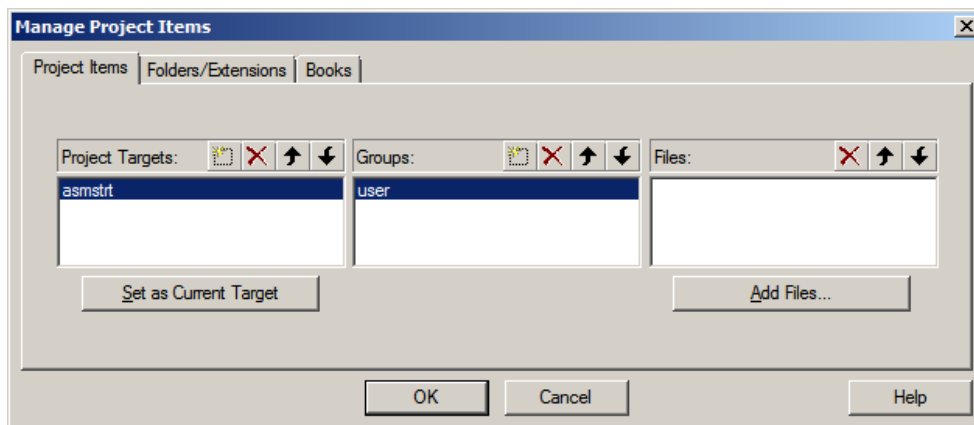 Manage Project Items
Project Items Folders/Extensions Books
Project Targets: Groups: Files:
asmstrt user
Set as Current Target Add Files...
OK Cancel Help